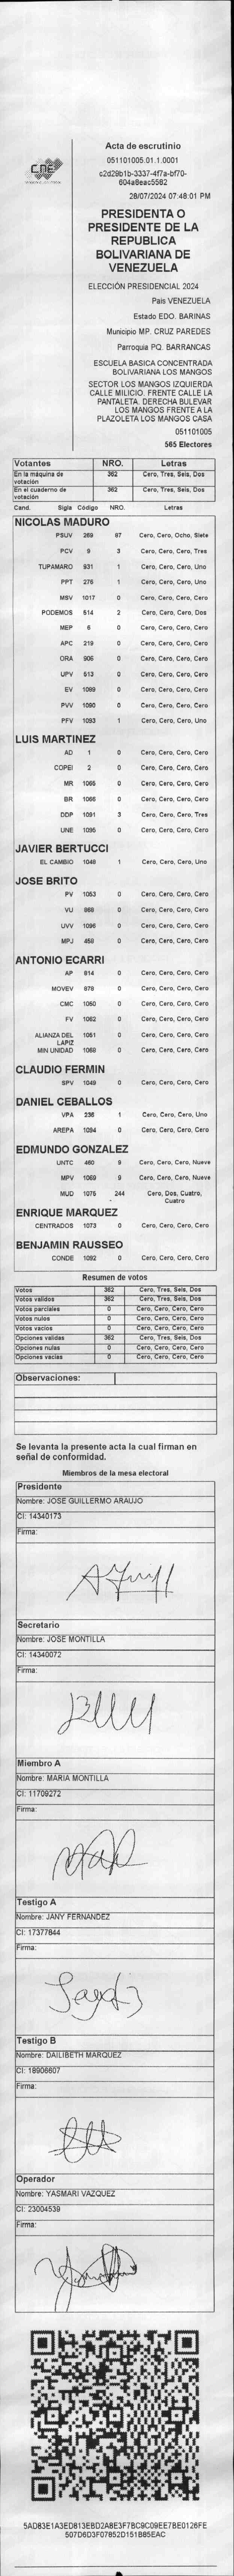 CNE
Acta de escrutinio
051101005.01.1.0001
c2d29b1b-3337-4f7a-bf70-
604a8eac5582
28/07/2024 07:48:01 PM
PRESIDENTA O
PRESIDENTE DE LA
REPUBLICA
BOLIVARIANA DE
VENEZUELA
ELECCIÓN PRESIDENCIAL 2024
Pais VENEZUELA
Estado EDO. BARINAS
Municipio MP. CRUZ PAREDES
Parroquia PQ. BARRANCAS
ESCUELA BASICA CONCENTRADA
BOLIVARIANA LOS MANGOS
SECTOR LOS MANGOS IZQUIERDA
CALLE MILICIO. FRENTE CALLE LA
PANTALETA. DERECHA BULEVAR
LOS MANGOS FRENTE A LA
PLAZOLETA LOS MANGOS CASA
051101005
565 Electores
Votantes NRO. Letras
En la máquina de votación 362 Cero, Tres, Seis, Dos
En el cuaderno de votación 362 Cero, Tres, Seis, Dos
Cand. Sigla Código NRO. Letras
NICOLAS MADURO
PSUV 269 87 Cero, Cero, Ocho, Siete
PCV 9 3 Cero, Cero, Cero, Tres
TUPAMARO 931 1 Cero, Cero, Cero, Uno
PPT 276 1 Cero, Cero, Cero, Uno
MSV 1017 0 Cero, Cero, Cero, Cero
PODEMOS 514 2 Cero, Cero, Cero, Dos
MEP 6 0 Cero, Cero, Cero, Cero
APC 219 0 Cero, Cero, Cero, Cero
ORA 906 0 Cero, Cero, Cero, Cero
UPV 513 0 Cero, Cero, Cero, Cero
EV 1089 0 Cero, Cero, Cero, Cero
PVV 1090 0 Cero, Cero, Cero, Cero
PFV 1093 1 Cero, Cero, Cero, Uno
LUIS MARTINEZ
AD 1 0 Cero, Cero, Cero, Cero
COPEI 2 0 Cero, Cero, Cero, Cero
MR 1065 0 Cero, Cero, Cero, Cero
BR 1066 0 Cero, Cero, Cero, Cero
DDP 1091 3 Cero, Cero, Cero, Tres
UNE 1095 0 Cero, Cero, Cero, Cero
JAVIER BERTUCCI
EL CAMBIO 1048 1 Cero, Cero, Cero, Uno
JOSE BRITO
PV 1053 0 Cero, Cero, Cero, Cero
VU 868 0 Cero, Cero, Cero, Cero
UVV 1096 0 Cero, Cero, Cero, Cero
MPJ 458 0 Cero, Cero, Cero, Cero
ANTONIO ECARRI
AP 814 0 Cero, Cero, Cero, Cero
MOVEV 878 0 Cero, Cero, Cero, Cero
CMC 1050 0 Cero, Cero, Cero, Cero
FV 1082 0 Cero, Cero, Cero, Cero
ALIANZA DEL LAPIZ 1051 0 Cero, Cero, Cero, Cero
MIN UNIDAD 1068 0 Cero, Cero, Cero, Cero
CLAUDIO FERMIN
SPV 1049 0 Cero, Cero, Cero, Cero
DANIEL CEBALLOS
VPA 236 1 Cero, Cero, Cero, Uno
AREPA 1094 0 Cero, Cero, Cero, Cero
EDMUNDO GONZALEZ
UNTC 460 9 Cero, Cero, Cero, Nueve
MPV 1069 9 Cero, Cero, Cero, Nueve
MUD 1075 244 Cero, Dos, Cuatro,
Cuatro
ENRIQUE MARQUEZ
CENTRADOS 1073 0 Cero, Cero, Cero, Cero
BENJAMIN RAUSSEO
CONDE 1092 0 Cero, Cero, Cero, Cero
Resumen de votos
Votos 362 Cero, Tres, Seis, Dos
Votos validos 362 Cero, Tres, Seis, Dos
Votos parciales 0 Cero, Cero, Cero, Cero
Votos nulos 0 Cero, Cero, Cero, Cero
Votos vacios 0 Cero, Cero, Cero, Cero
Opciones validas 362 Cero, Tres, Seis, Dos
Opciones nulas 0 Cero, Cero, Cero, Cero
Opciones vacias 0 Cero, Cero, Cero, Cero
Observaciones:
Se levanta la presente acta la cual firman en
señal de conformidad.
Miembros de la mesa electoral
Presidente
Nombre: JOSE GUILLERMO ARAUJO
CI: 14340173
Firma:
Secretario
Nombre: JOSE MONTILLA
CI: 14340072
Firma:
Miembro A
Nombre: MARIA MONTILLA
CI: 11709272
Firma:
Testigo A
Nombre: JANY FERNANDEZ
CI: 17377844
Firma:
Testigo B
Nombre: DAILIBETH MARQUEZ
CI: 18906607
Firma:
Operador
Nombre: YASMARI VAZQUEZ
CI: 23004539
Firma:
5AD83E1A3ED813EBD2A8E3F7BC9C09EE7BE0126FE
507D6D3F07852D151B85EAC